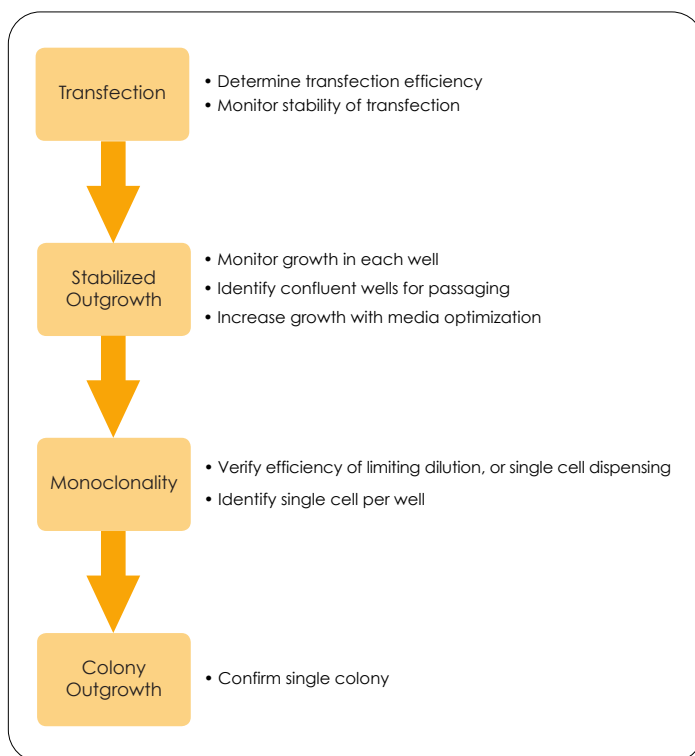 Transfection
• Determine transfection efficiency
• Monitor stability of transfection
Stabilized
Outgrowth
• Monitor growth in each well
• Identify confluent wells for passaging
• Increase growth with media optimization
Monoclonality
• Verify efficiency of limiting dilution, or single cell dispensing
• Identify single cell per well
Colony
Outgrowth
• Confirm single colony